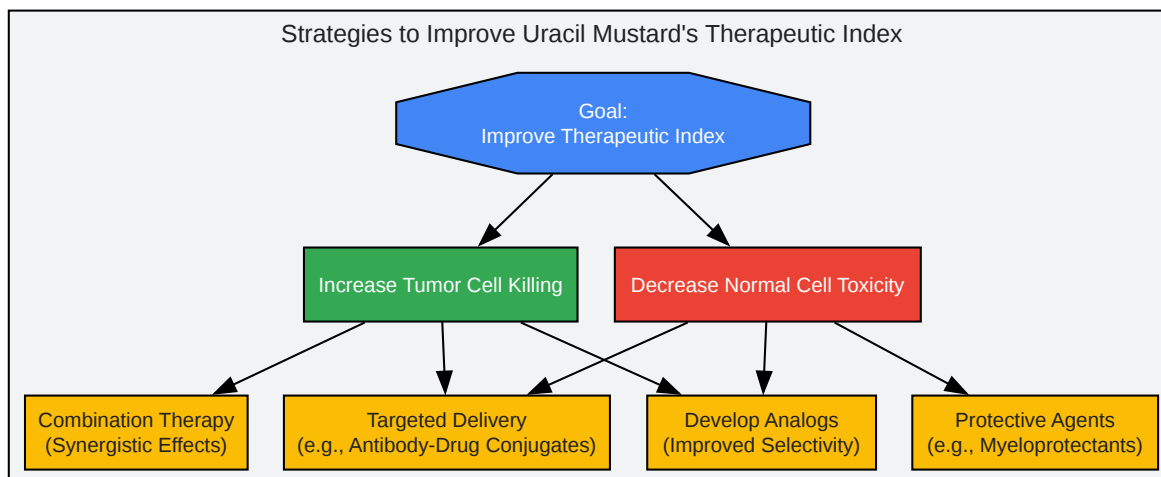 Strategies to Improve Uracil Mustard's Therapeutic Index
Goal:
Improve Therapeutic Index
Increase Tumor Cell Killing
Decrease Normal Cell Toxicity
Combination Therapy
(Synergistic Effects)
Targeted Delivery
(e.g., Antibody-Drug Conjugates)
Develop Analogs
(Improved Selectivity)
Protective Agents
(e.g., Myeloprotectants)